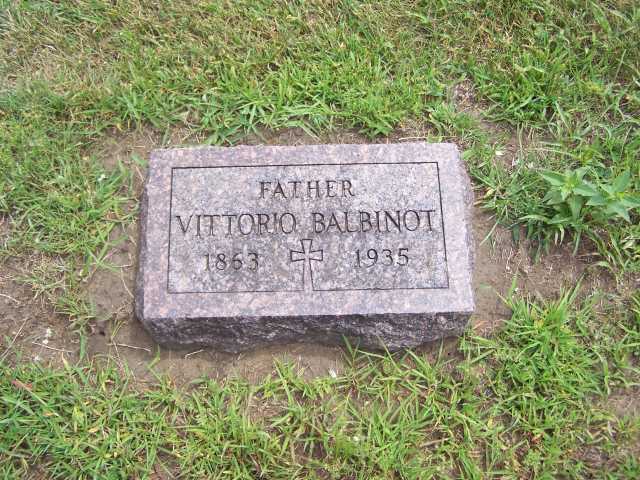 FATHER
VITTORIO BALBINOT
1863 1935